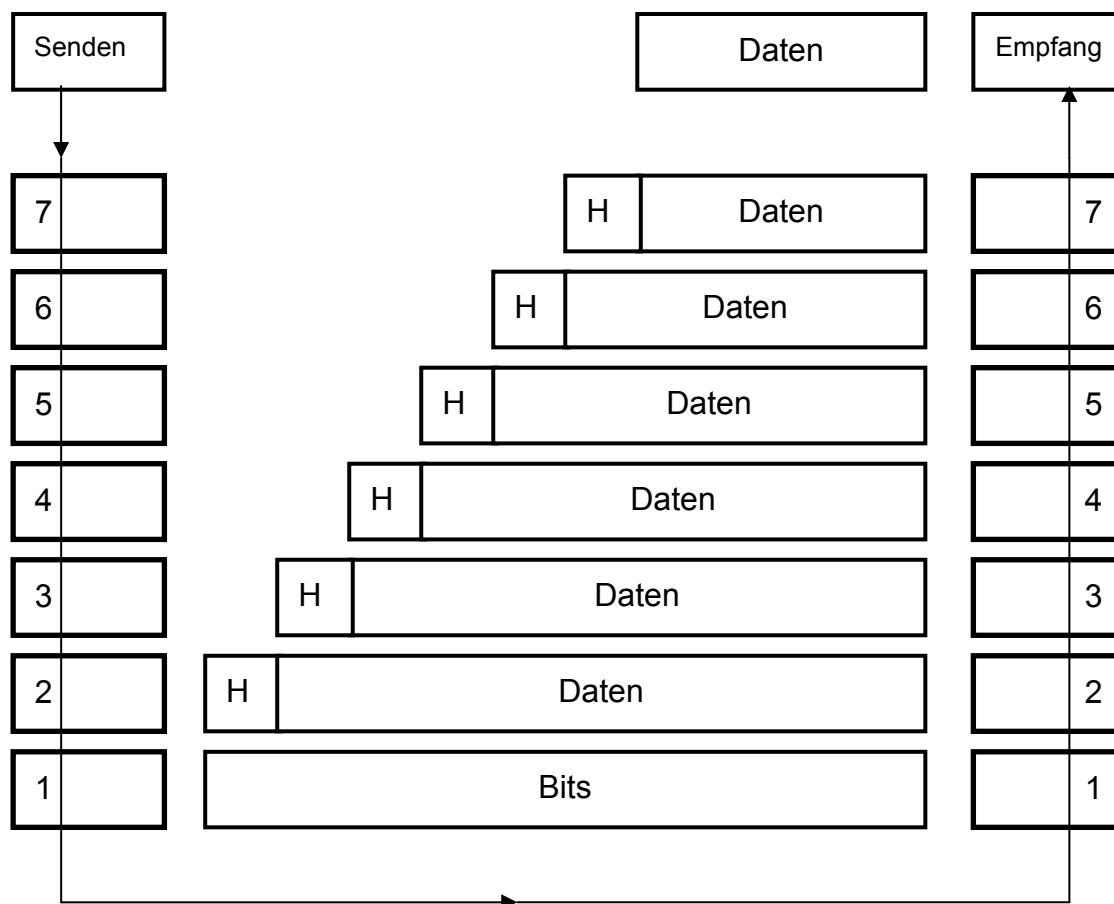 Senden Daten Empfang
7 H Daten 7
6 H Daten 6
5 H Daten 5
4 H Daten 4
3 H Daten 3
2 H Daten 2
1 Bits 1